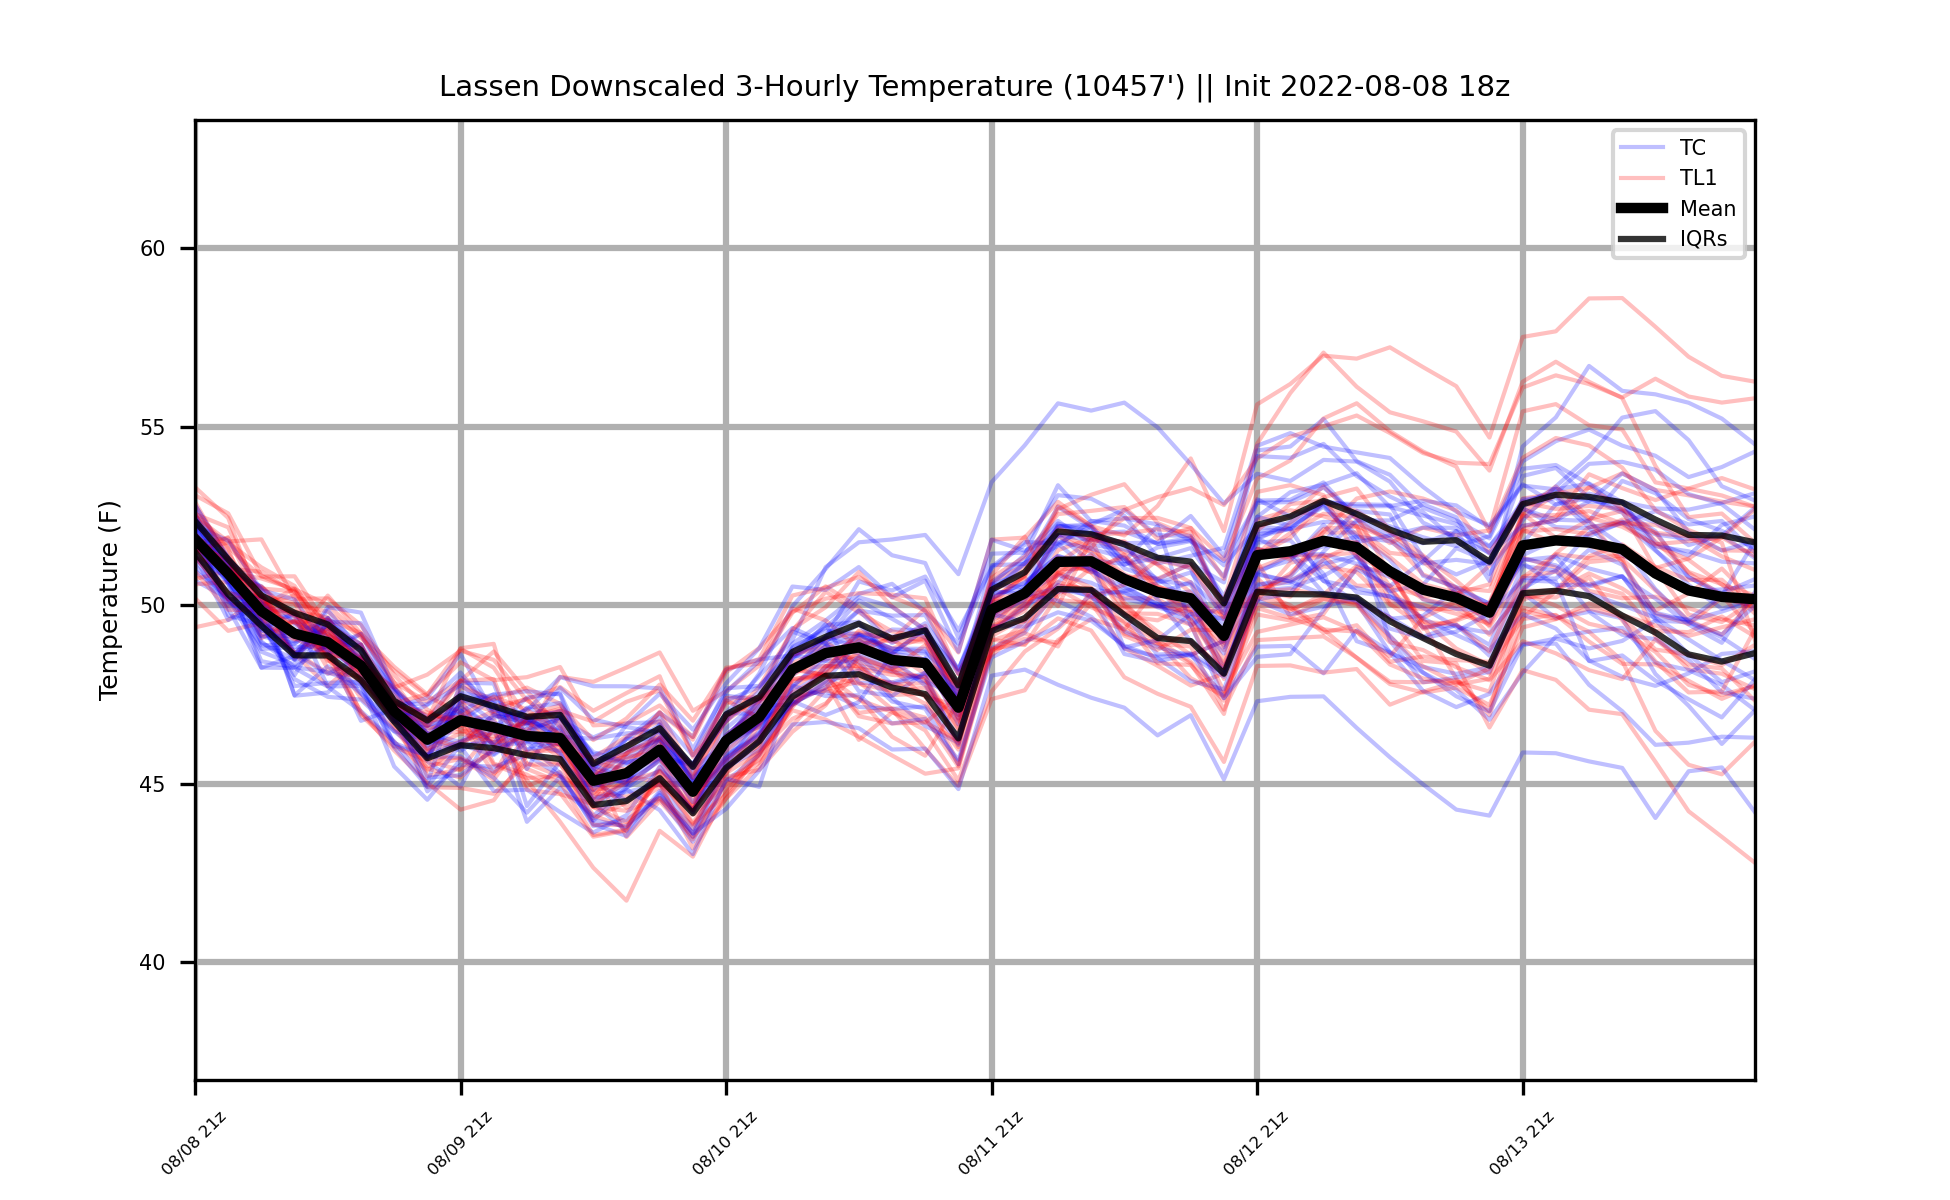 Lassen Downscaled 3-Hourly Temperature (10457') || Init 2022-08-08 18z
TC
TL1
Mean
IQRs
Temperature (F)
60
55
50
45
40
08/08 21z
08/09 21z
08/10 21z
08/11 21z
08/12 21z
08/13 21z